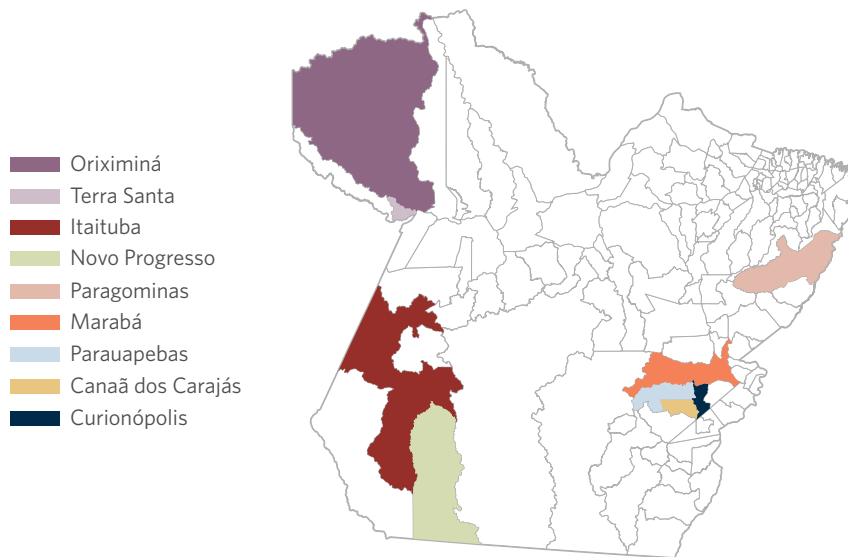 Oriximiná
Terra Santa
Itaituba
Novo Progresso
Paragominas
Marabá
Parauapebas
Canaã dos Carajás
Curionópolis